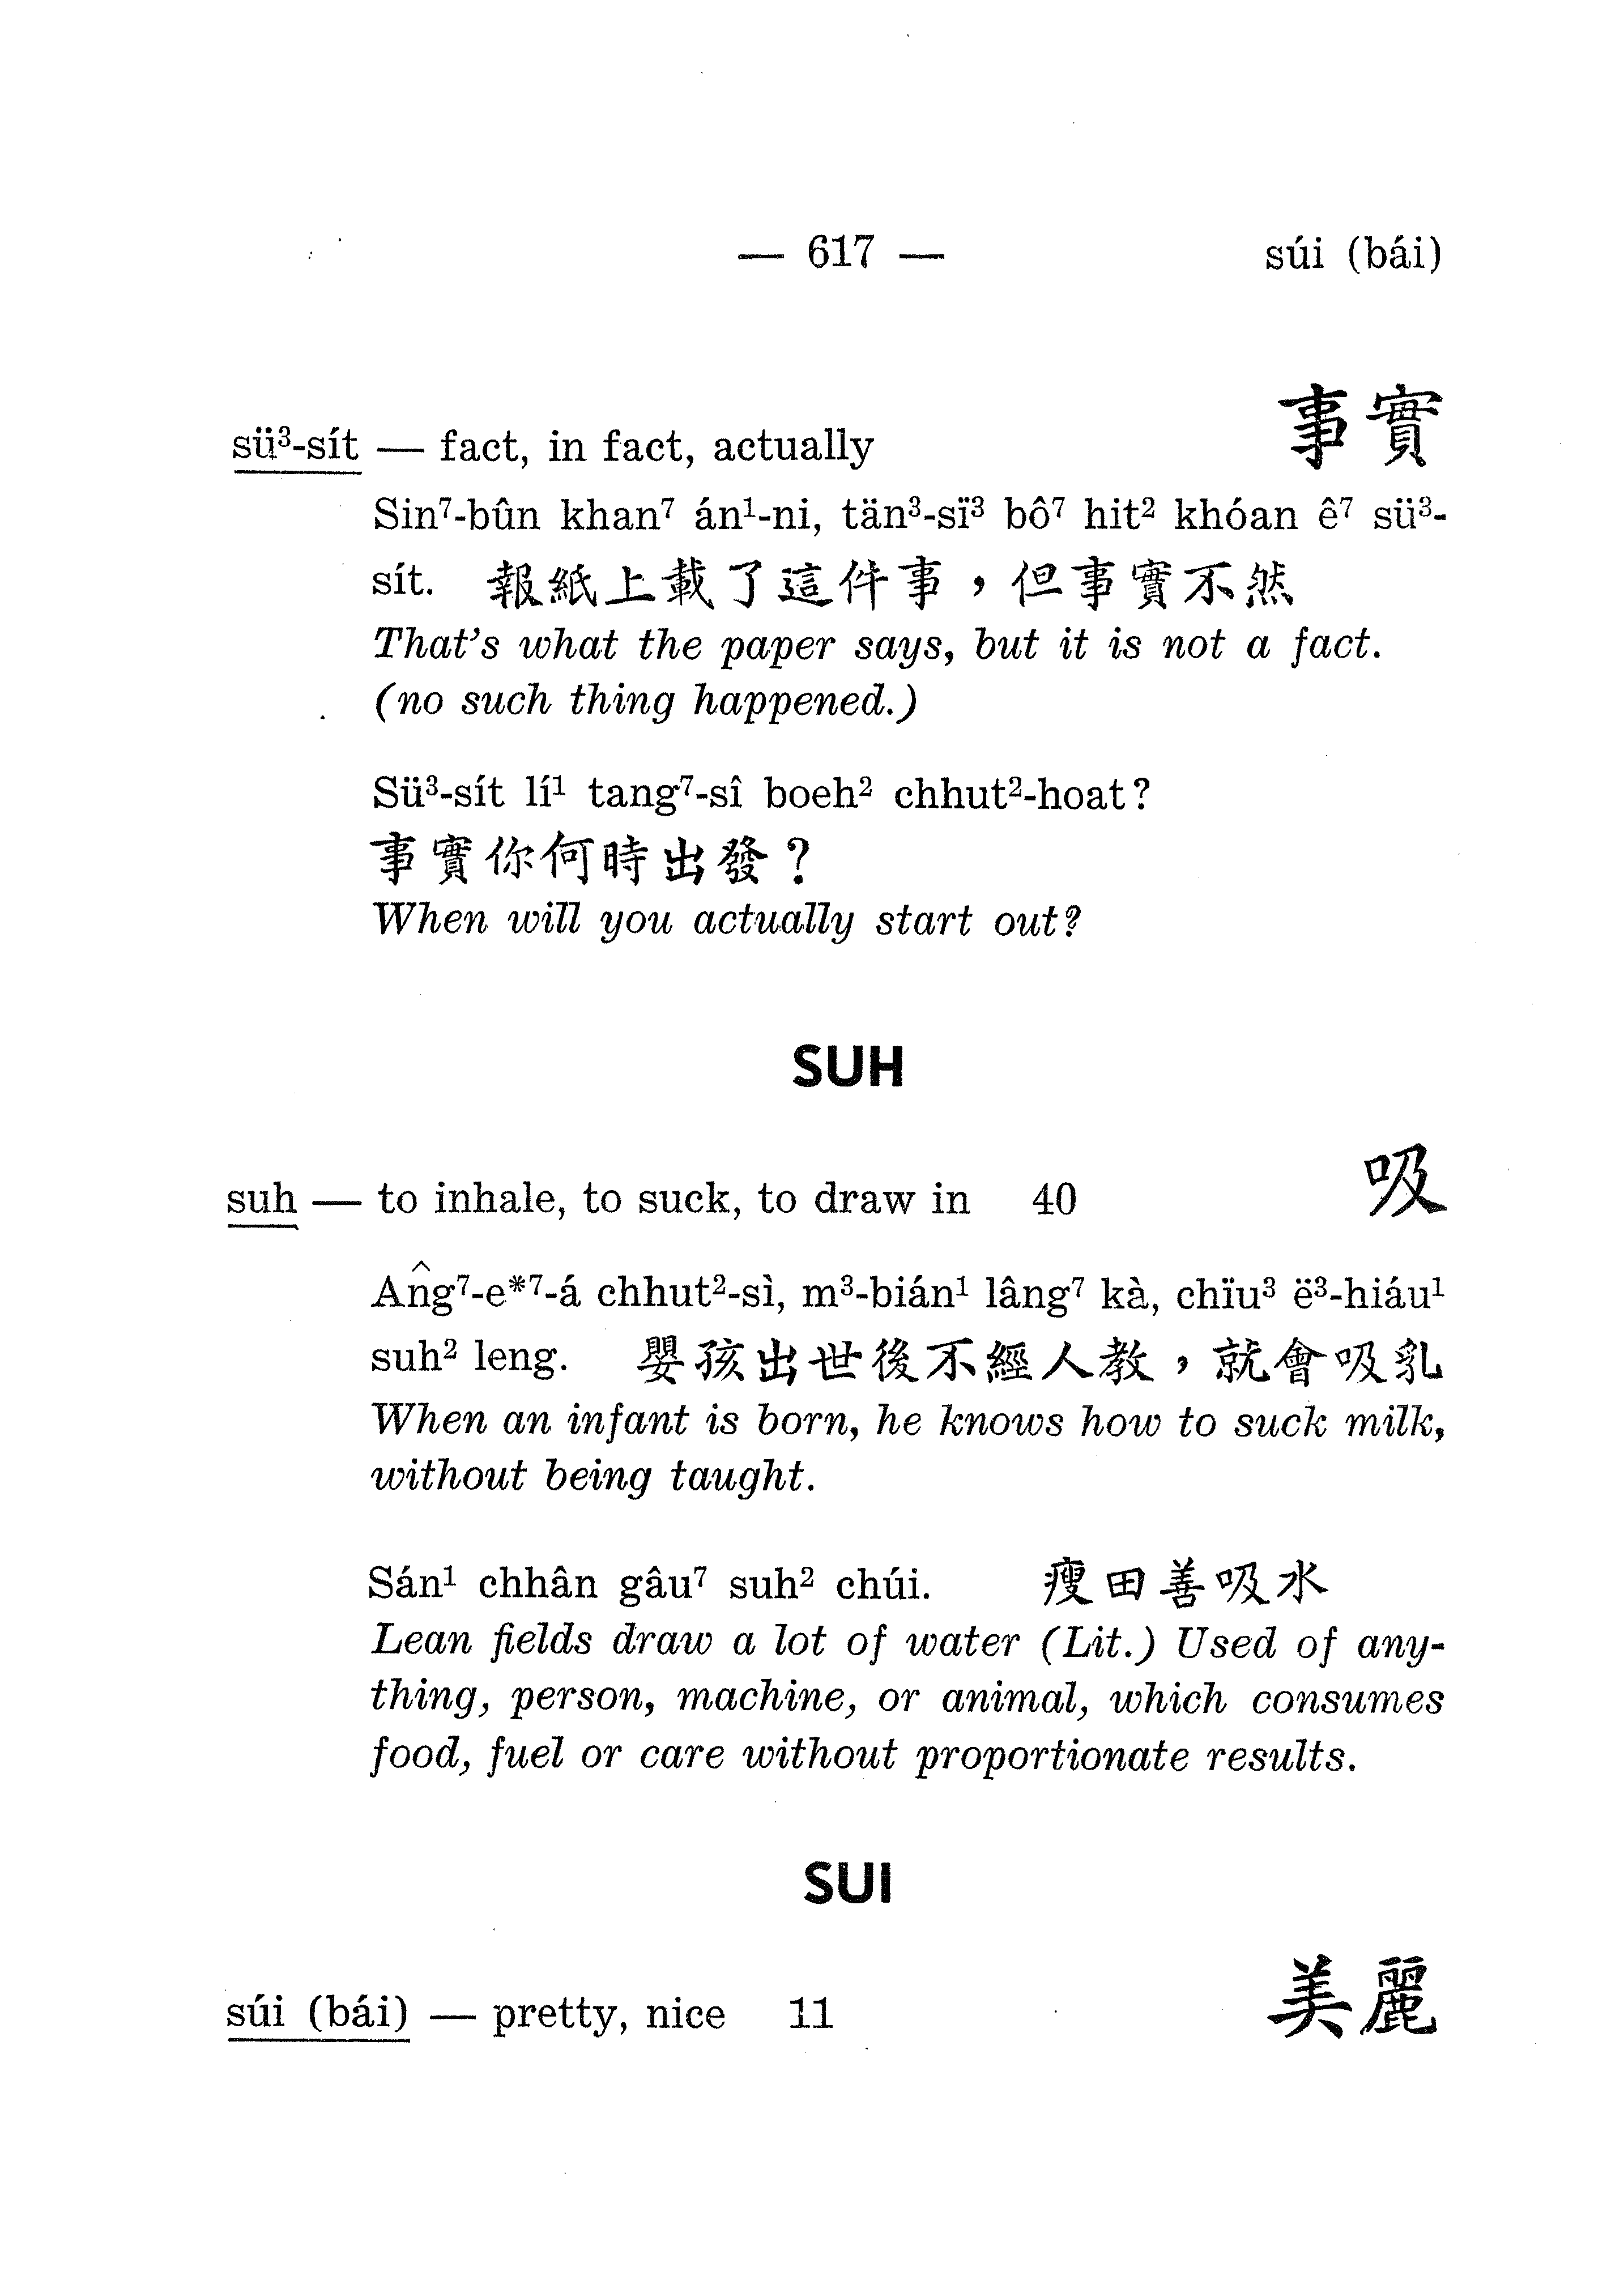 — 617 — súi (bái)
sü³-sít — fact, in fact, actually 事實
Sin⁷-bûn khan⁷ án¹-ni, tän³-sï³ bô⁷ hit² khóan ê⁷ sü³-
sít. 報紙上載了這件事，但事實不然
That's what the paper says, but it is not a fact.
(no such thing happened.)
Sü³-sít lí¹ tang⁷-sî boeh² chhut²-hoat?
事實你何時出發？
When will you actually start out?
SUH
suh — to inhale, to suck, to draw in 40 吸
An̂g⁷-e*⁷-á chhut²-sì, m³-bián¹ lâng⁷ kà, chïu³ ë³-hiáu¹
suh² leng. 嬰孩出世後不經人教，就會吸乳
When an infant is born, he knows how to suck milk,
without being taught.
Sán¹ chhân gâu⁷ suh² chúi. 瘦田善吸水
Lean fields draw a lot of water (Lit.) Used of any-
thing, person, machine, or animal, which consumes
food, fuel or care without proportionate results.
SUI
súi (bái) — pretty, nice 11 美麗